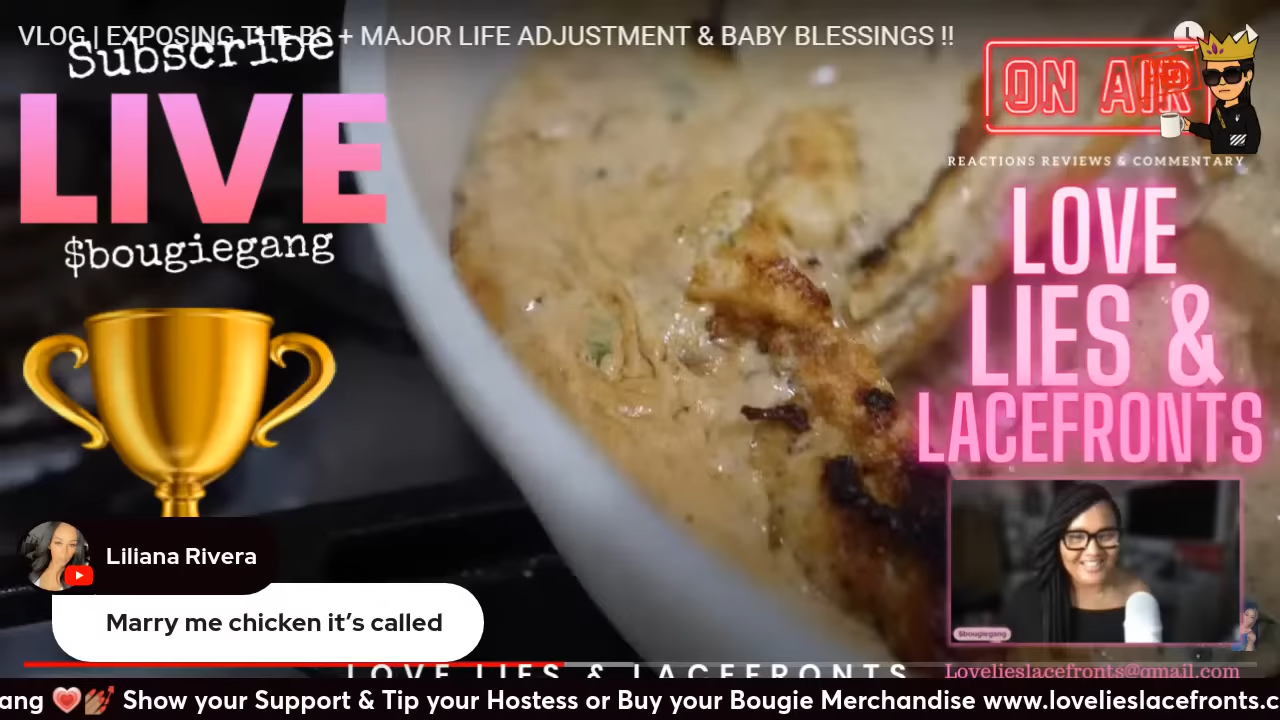 VLOG | EXPOSING THE BS + MAJOR LIFE ADJUSTMENT & BABY BLESSINGS !!
Subscribe
LIVE
$bougiegang
ON AIR
REACTIONS REVIEWS & COMMENTARY
LOVE
LIES &
LACEFRONTS
Liliana Rivera
Marry me chicken it’s called
$bougiegang
LOVE LIES & LACEFRONTS
Lovelieslacefronts@gmail.com
ang 💗💅🏾 Show your Support & Tip your Hostess or Buy your Bougie Merchandise www.lovelieslacefronts.c